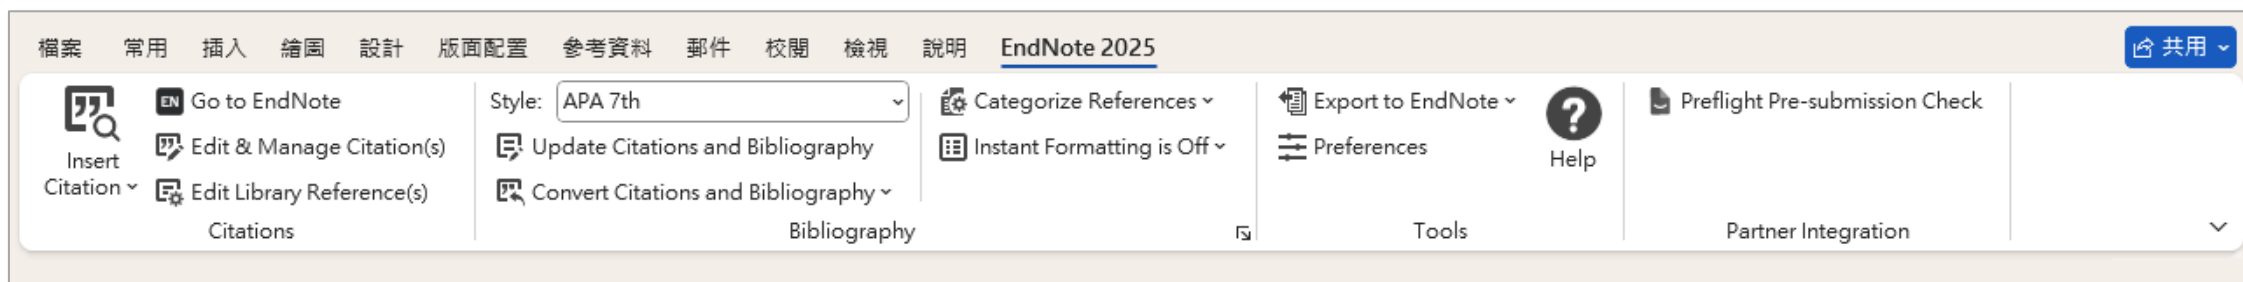 檔案 常用 插入 繪圖 設計 版面配置 參考資料 郵件 校閱 檢視 說明 EndNote 2025 共用
Insert
Citation
EN Go to EndNote
Edit & Manage Citation(s)
Edit Library Reference(s)
Citations
Style: APA 7th
Update Citations and Bibliography
Convert Citations and Bibliography
Categorize References
Instant Formatting is Off
Bibliography
Export to EndNote
Preferences
Help
Tools
Preflight Pre-submission Check
Partner Integration